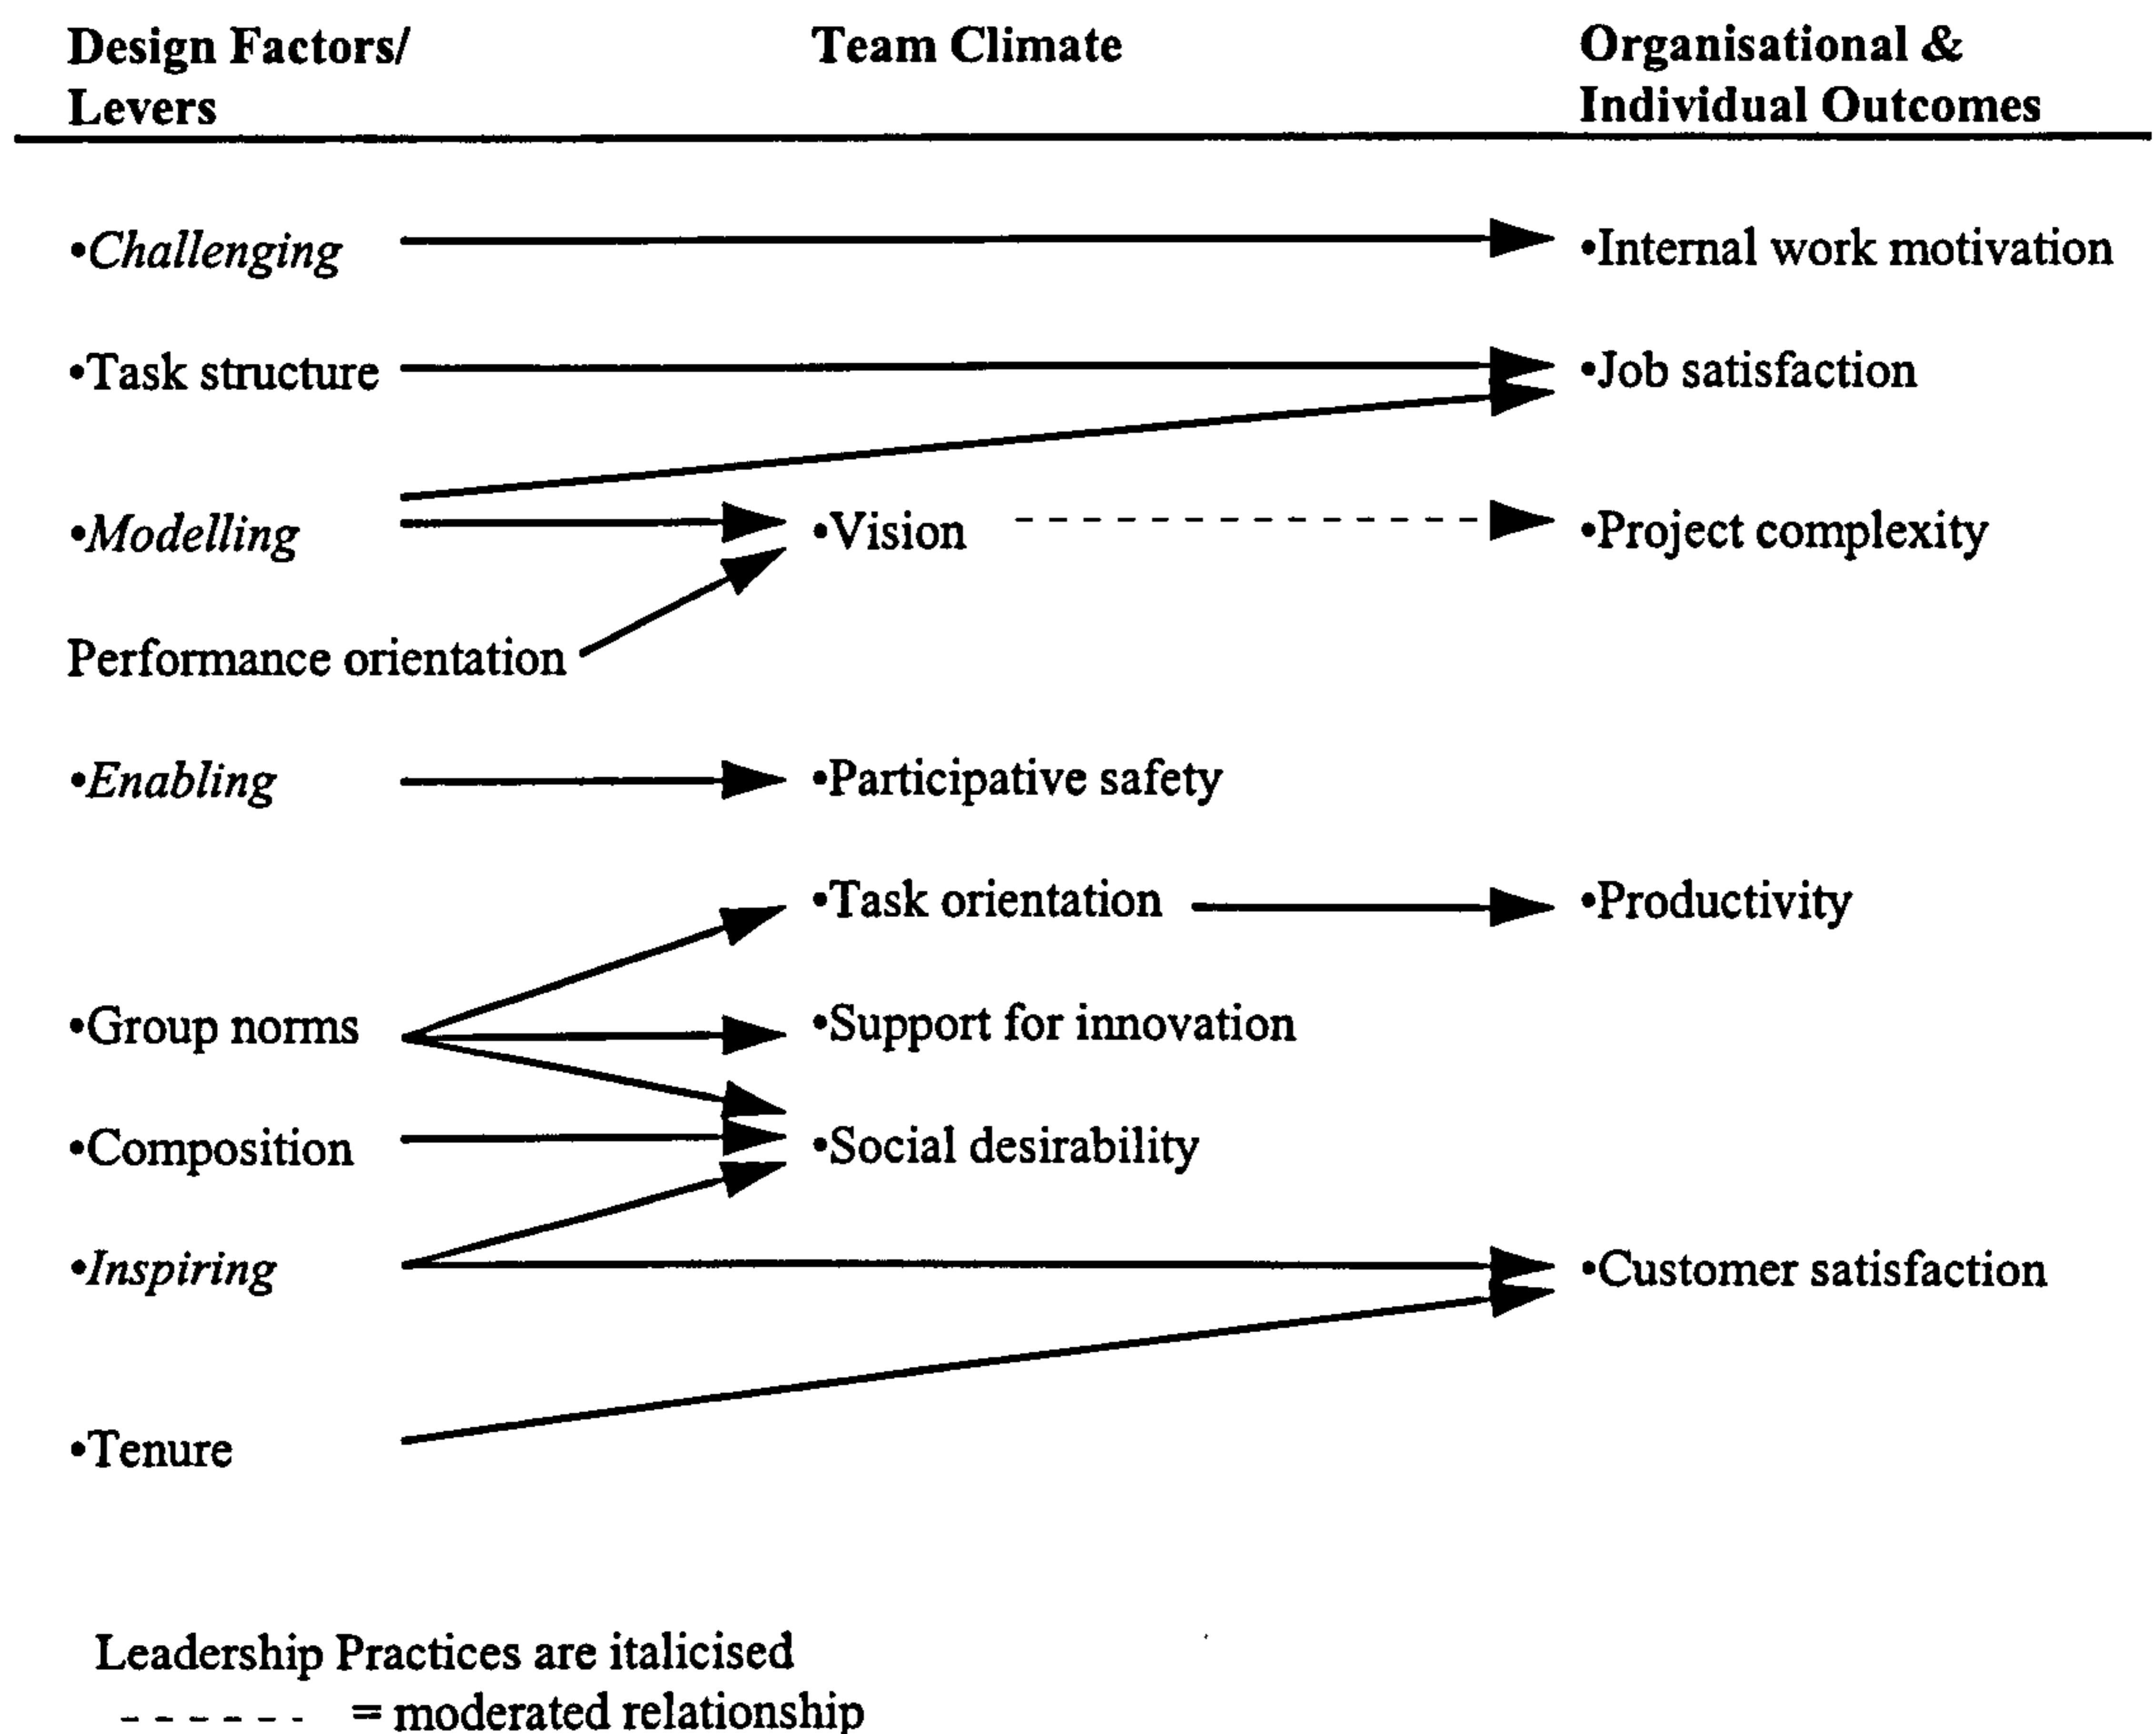 Design Factors/
Levers
Team Climate
Organisational &
Individual Outcomes
•Challenging
•Internal work motivation
•Task structure
•Job satisfaction
•Modelling
•Vision
•Project complexity
Performance orientation
•Enabling
•Participative safety
•Task orientation
•Productivity
•Group norms
•Support for innovation
•Composition
•Social desirability
•Inspiring
•Customer satisfaction
•Tenure
Leadership Practices are italicised
------ = moderated relationship